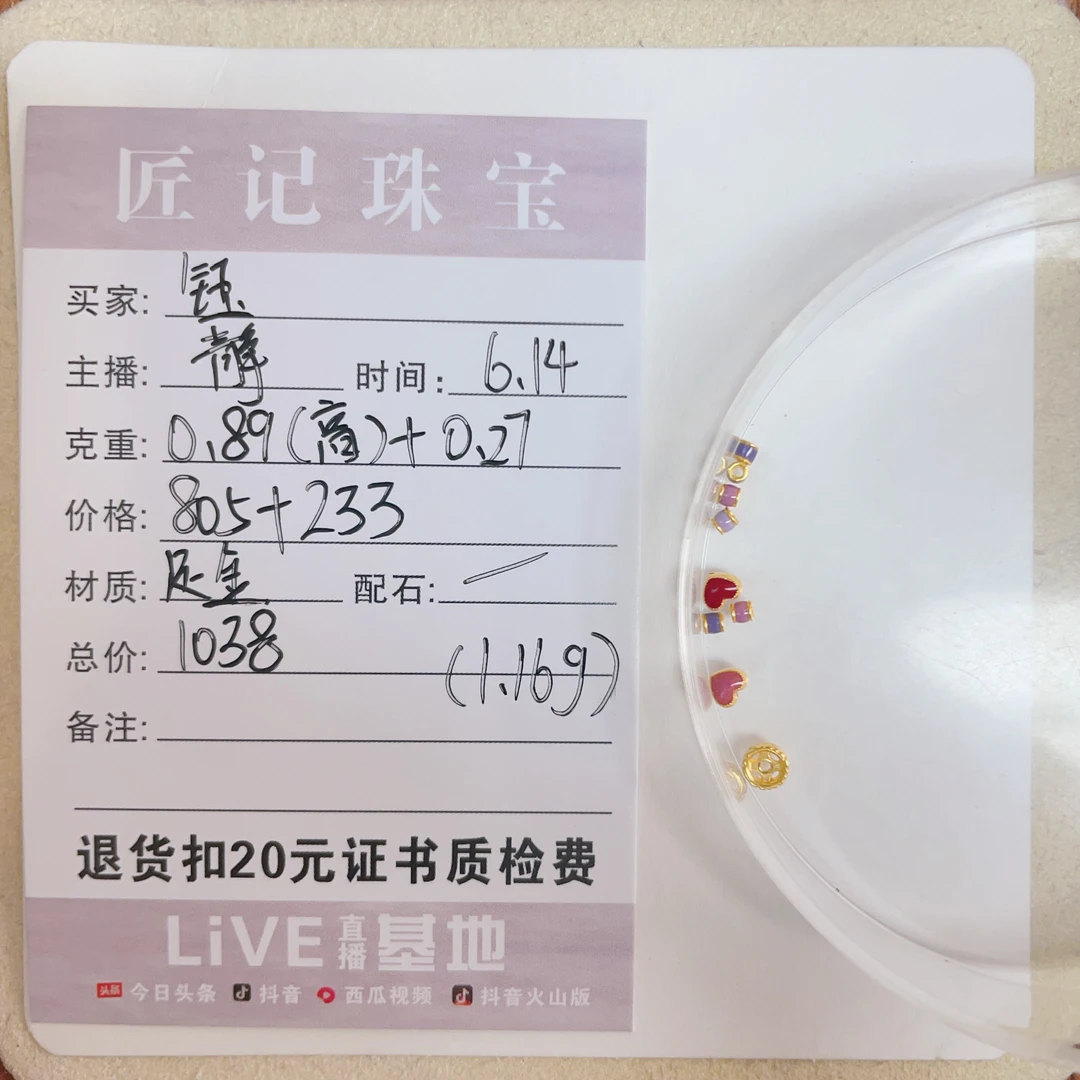 匠记珠宝
买家: 钰
主播: 静 时间: 6.14
克重: 0.89(高)+0.27
价格: 805+233
材质: 足金 配石: /
总价: 1038
(1.16g)
备注:
退货扣20元证书质检费
LiVE直播基地
头条 今日头条 抖音 西瓜视频 抖音火山版